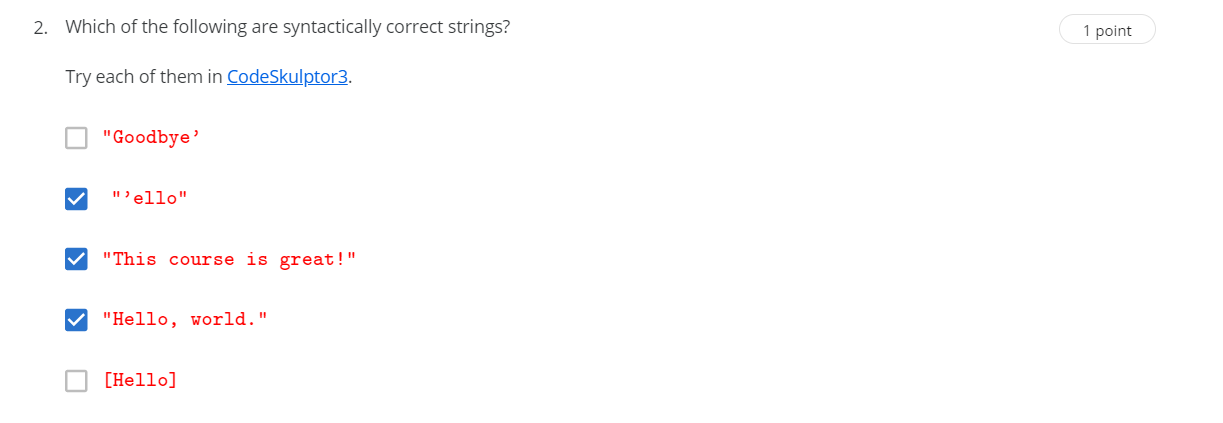 2. Which of the following are syntactically correct strings?
1 point
Try each of them in CodeSkulptor3.
"Goodbye’
"’ello"
"This course is great!"
"Hello, world."
[Hello]